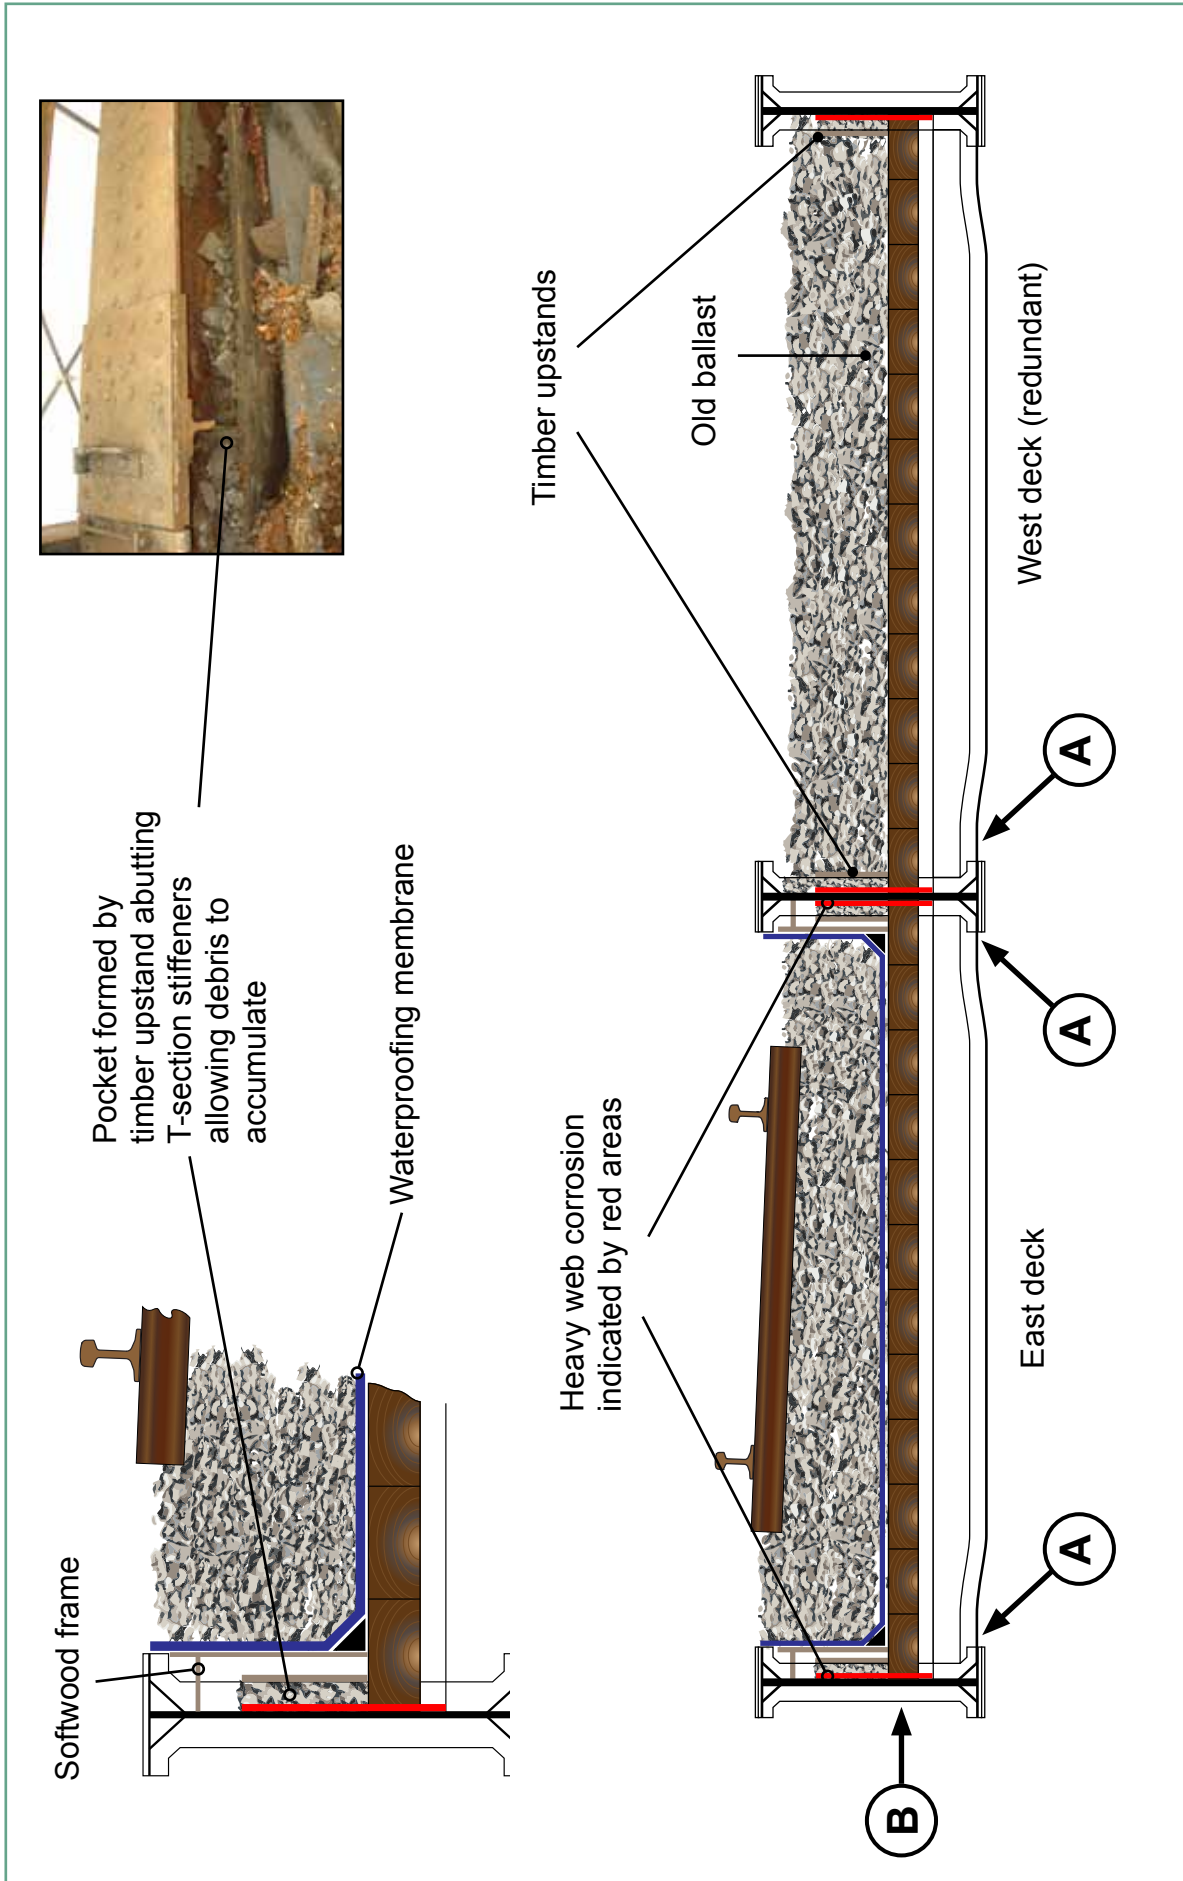 Pocket formed by
timber upstand abutting
T-section stiffeners
allowing debris to
accumulate
Softwood frame
Waterproofing membrane
Timber upstands
Old ballast
Heavy web corrosion
indicated by red areas
B
A
A
A
East deck
West deck (redundant)